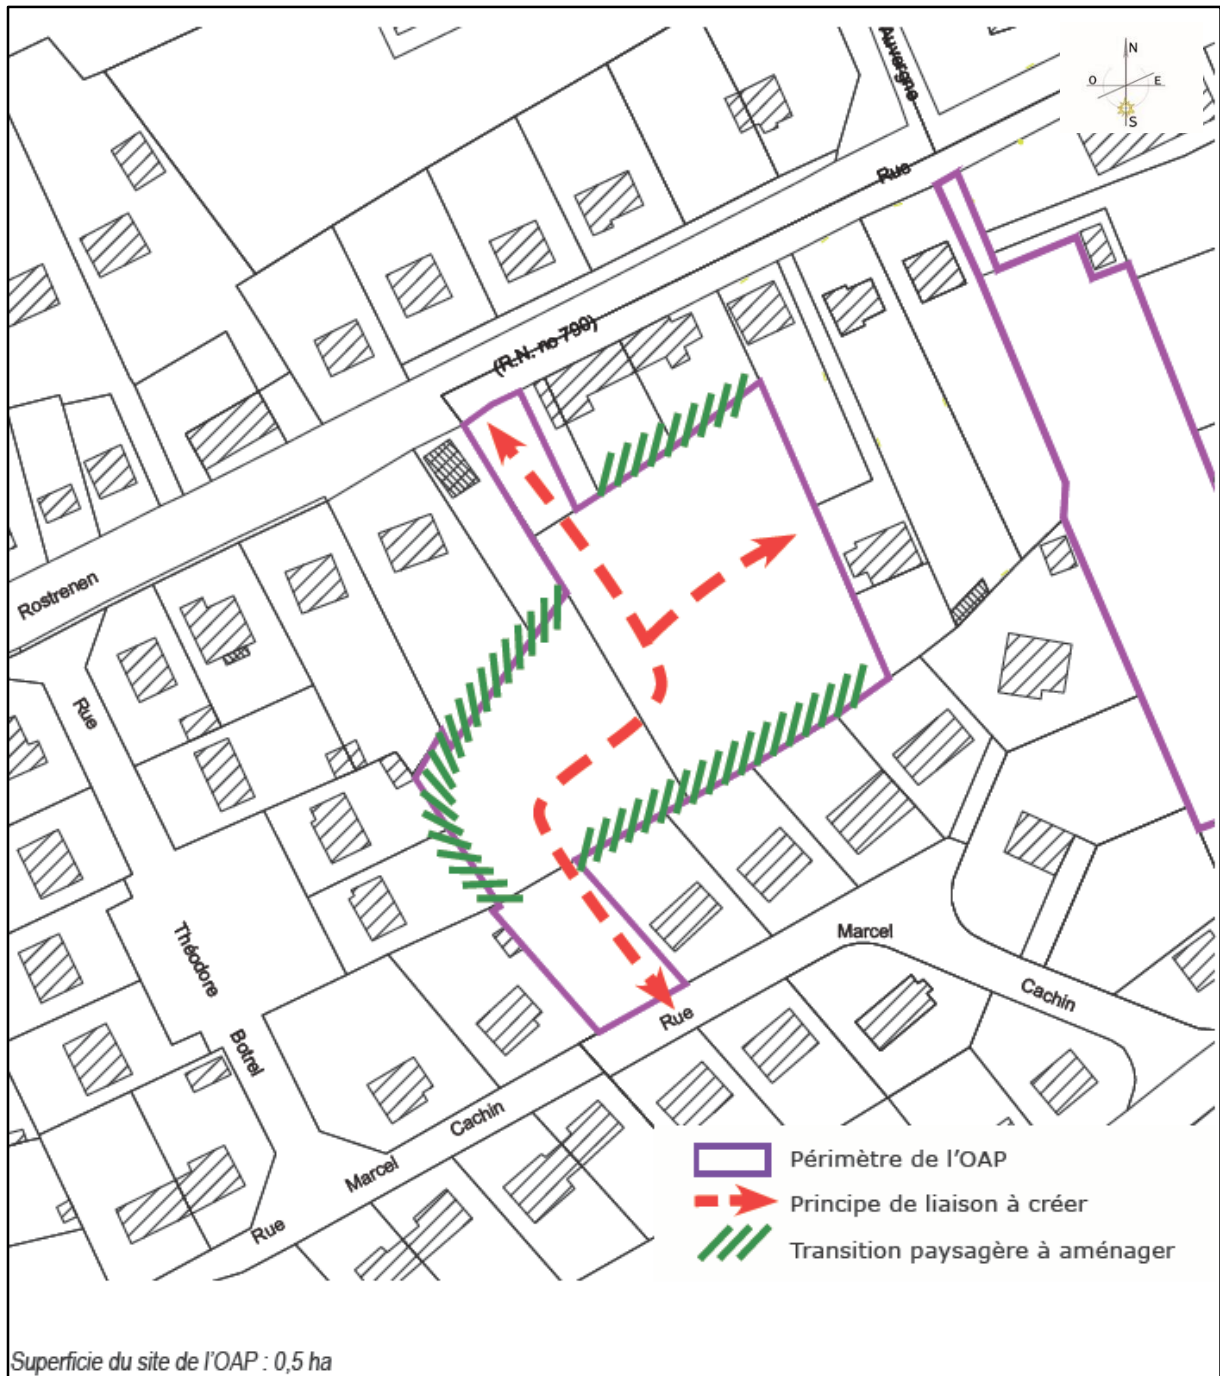 Auvergne
N
O E
S
Rue
(R.N. no 790)
Rostrenen
Rue
Théodore
Botrel
Marcel
Cachin
Rue
Cachin
Marcel
Rue
Périmètre de l'OAP
Principe de liaison à créer
Transition paysagère à aménager
Superficie du site de l'OAP : 0,5 ha